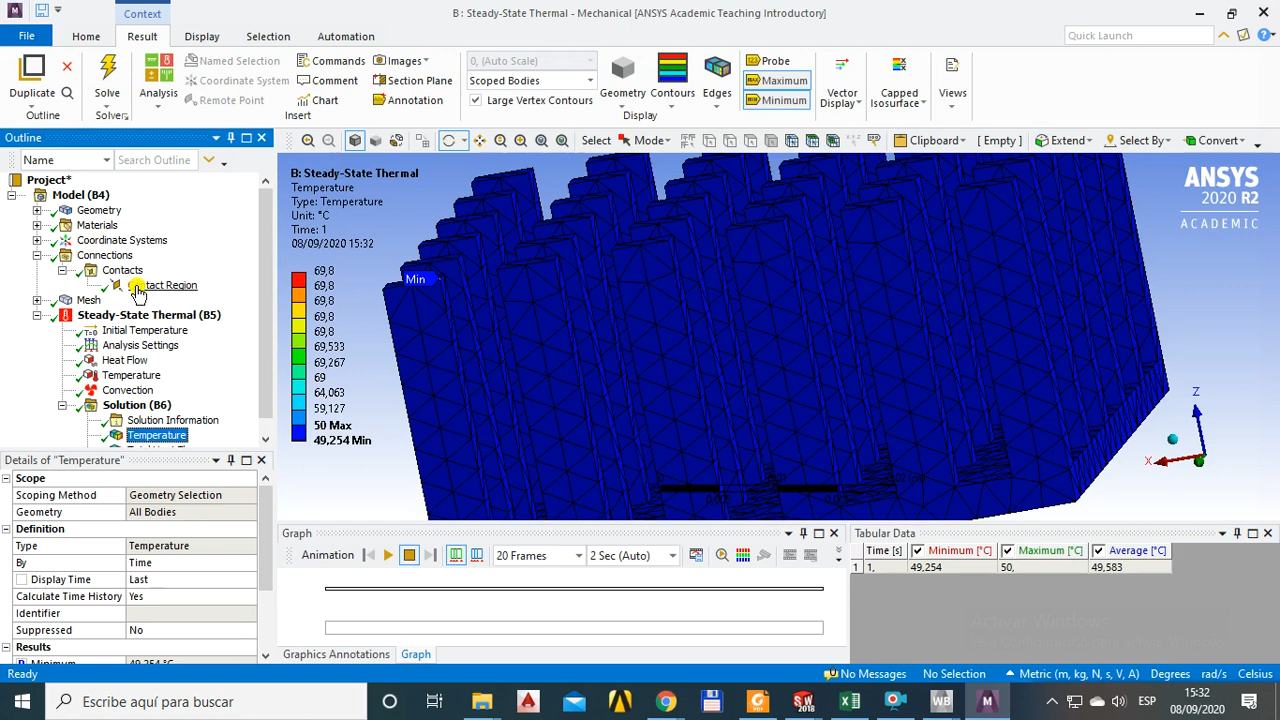 Context
B : Steady-State Thermal - Mechanical [ANSYS Academic Teaching Introductory]
File
Home
Result
Display
Selection
Automation
Quick Launch
Duplicate
Outline
Solve
Solver
Analysis
Named Selection
Coordinate System
Remote Point
Commands
Comment
Chart
Images
Section Plane
Annotation
Insert
0, (Auto Scale)
Scoped Bodies
Large Vertex Contours
Geometry
Contours
Edges
Probe
Maximum
Minimum
Display
Vector Display
Capped Isosurface
Views
Outline
Name
Search Outline
Select
Mode
Clipboard
[ Empty ]
Extend
Select By
Convert
Project*
Model (B4)
Geometry
Materials
Coordinate Systems
Connections
Contacts
tact Region
Mesh
Steady-State Thermal (B5)
Initial Temperature
Analysis Settings
Heat Flow
Temperature
Convection
Solution (B6)
Solution Information
Temperature
B: Steady-State Thermal
Temperature
Type: Temperature
Unit: °C
Time: 1
08/09/2020 15:32
69,8
69,8
69,8
69,8
69,8
69,533
69,267
69
64,063
59,127
50 Max
49,254 Min
Min
ANSYS
2020 R2
ACADEMIC
Z
X
Details of "Temperature"
Scope
Scoping Method Geometry Selection
Geometry All Bodies
Definition
Type Temperature
By Time
Display Time Last
Calculate Time History Yes
Identifier
Suppressed No
Results
Minimum 49,254 °C
Graph
Animation
20 Frames
2 Sec (Auto)
Graphics Annotations
Graph
Tabular Data
Time [s] Minimum [°C] Maximum [°C] Average [°C]
1 1, 49,254 50, 49,583
Activar Windows
Ready
No Messages
No Selection
Metric (m, kg, N, s, V, A)
Degrees
rad/s
Celsius
Escribe aquí para buscar
ESP
15:32
08/09/2020